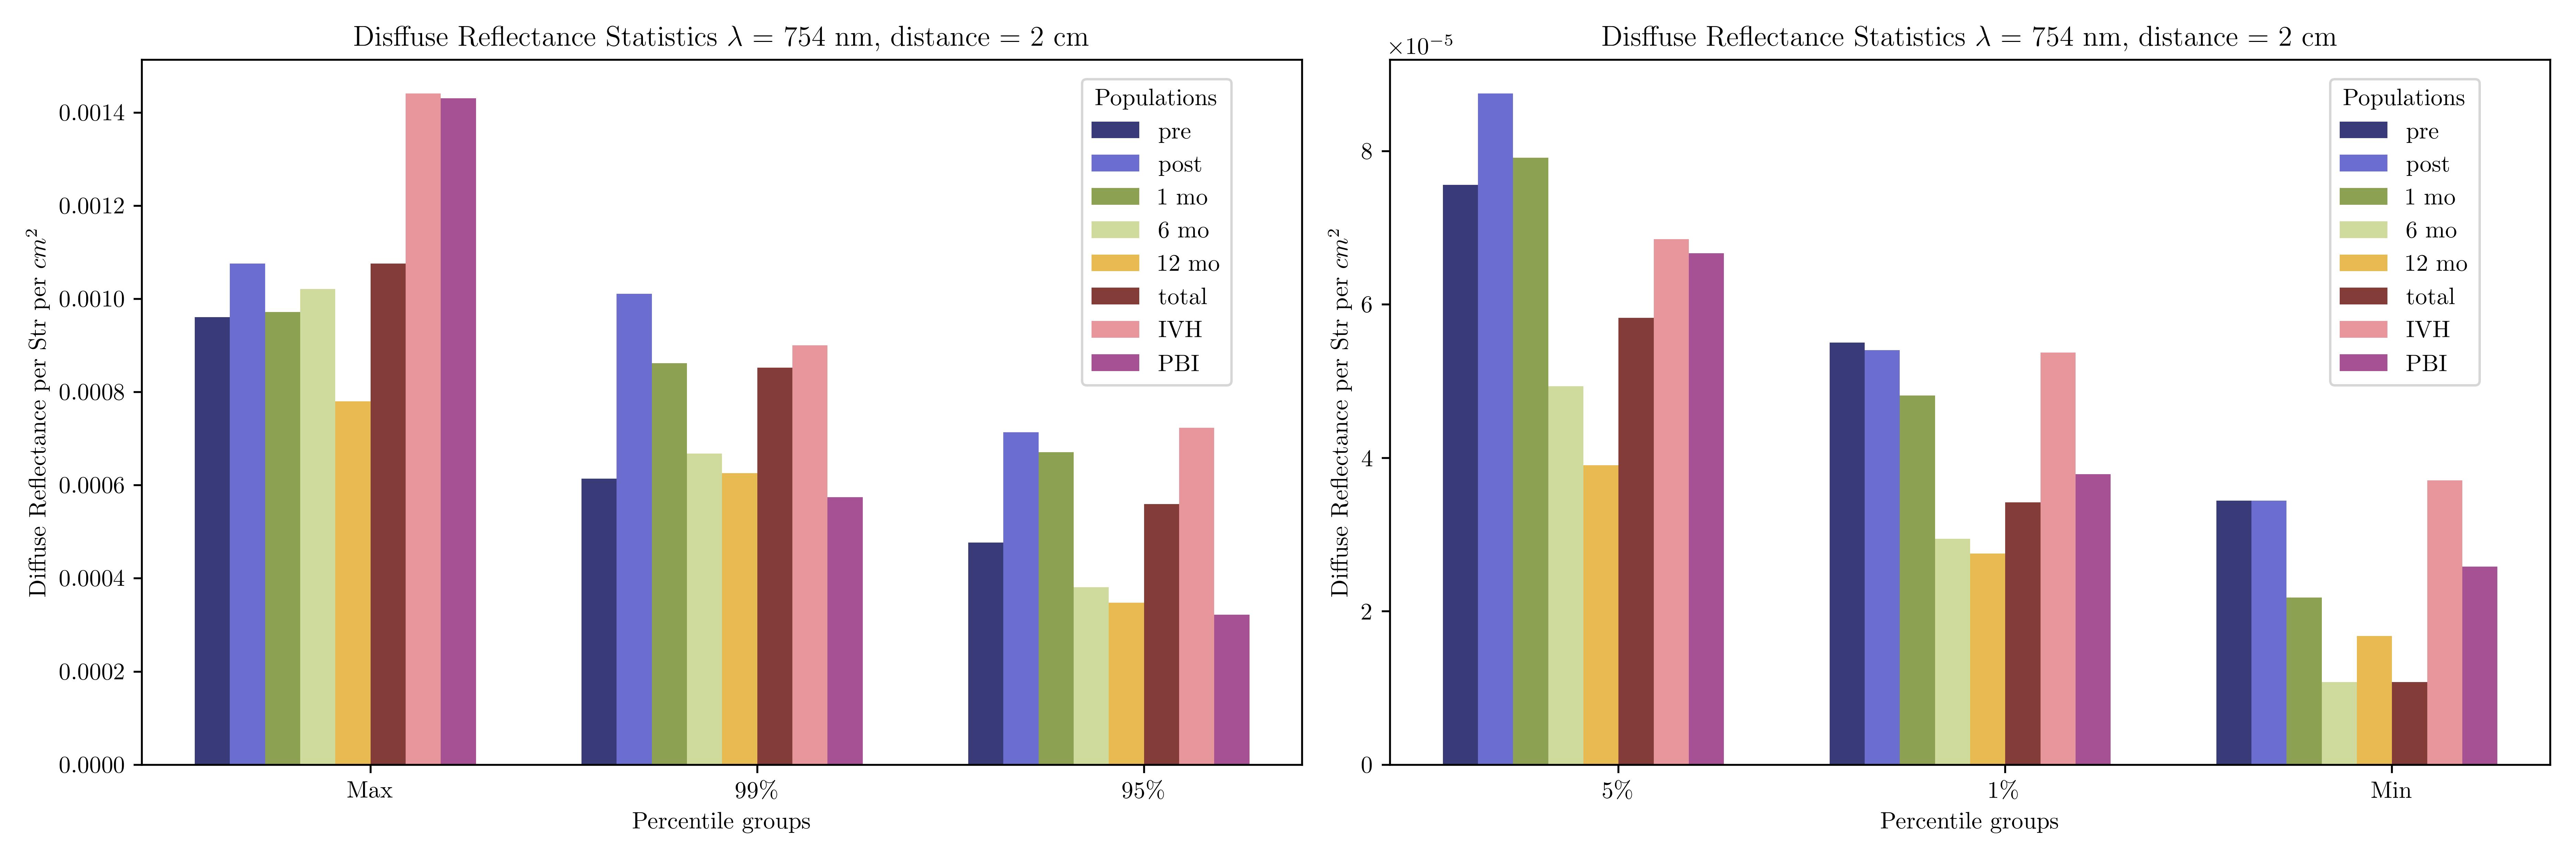 Disffuse Reflectance Statistics λ = 754 nm, distance = 2 cm
Diffuse Reflectance per Str per cm²
0.0014
0.0012
0.0010
0.0008
0.0006
0.0004
0.0002
0.0000
Populations
pre
post
1 mo
6 mo
12 mo
total
IVH
PBI
Max 99% 95%
Percentile groups
Disffuse Reflectance Statistics λ = 754 nm, distance = 2 cm
×10⁻⁵
Diffuse Reflectance per Str per cm²
8
6
4
2
0
Populations
pre
post
1 mo
6 mo
12 mo
total
IVH
PBI
5% 1% Min
Percentile groups